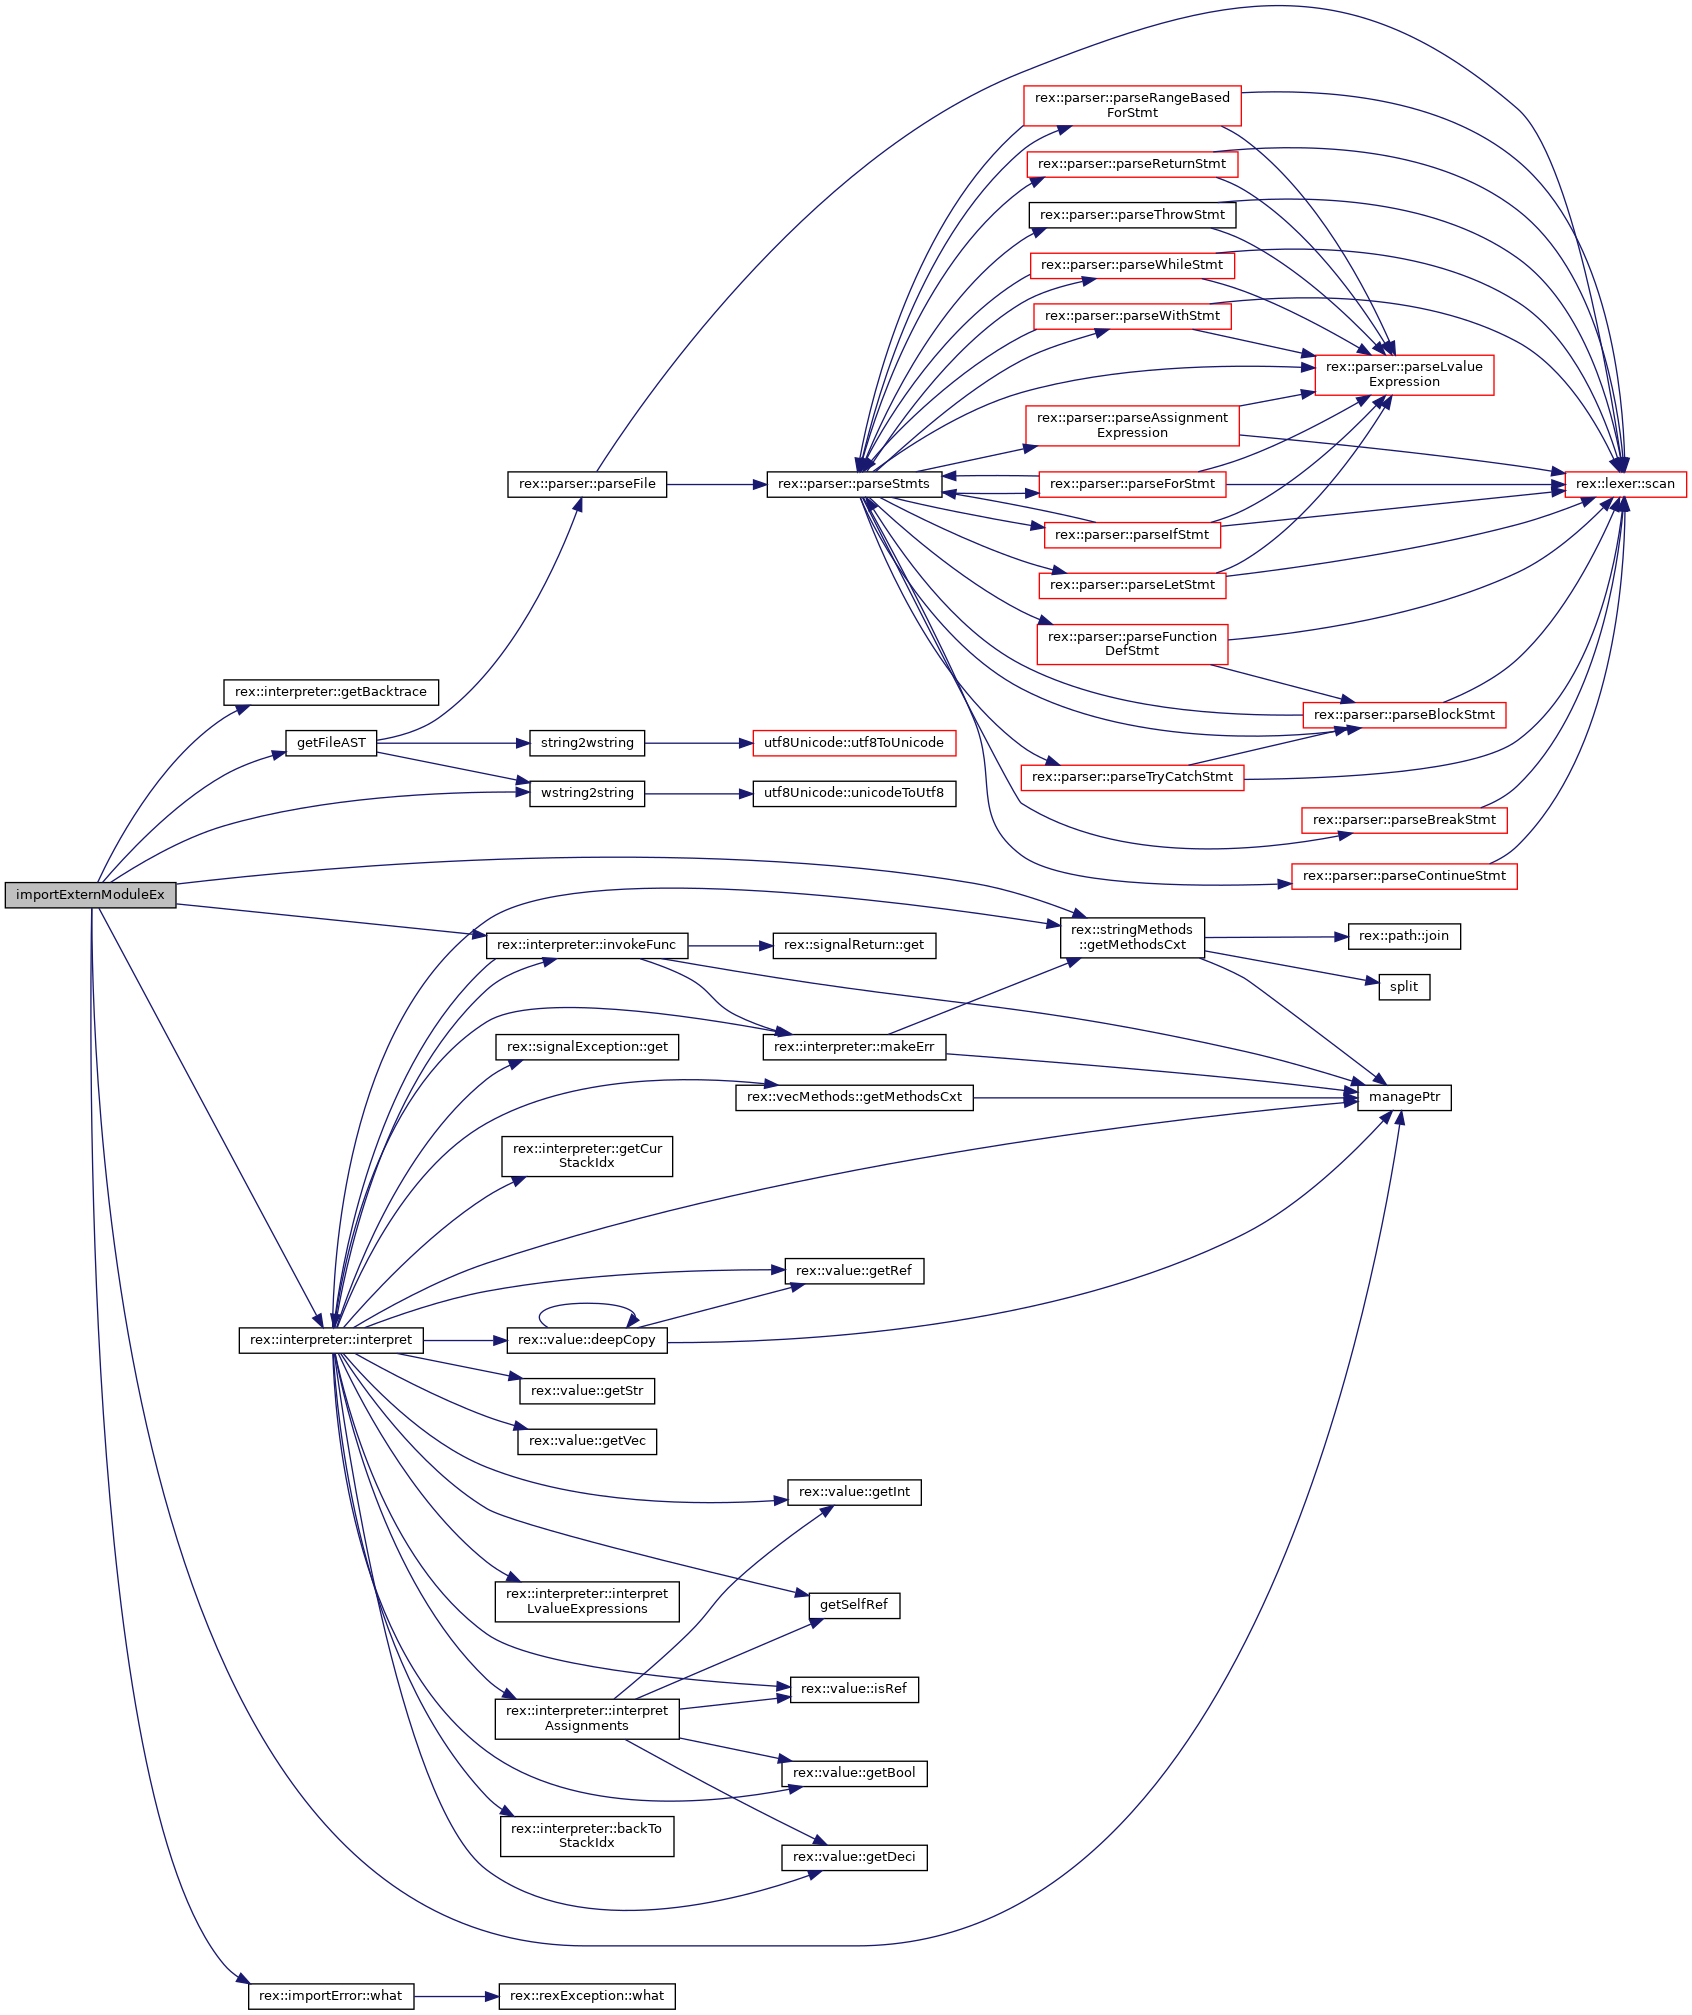 rex::parser::parseRangeBased
ForStmt
rex::parser::parseReturnStmt
rex::parser::parseThrowStmt
rex::parser::parseWhileStmt
rex::parser::parseWithStmt
rex::parser::parseLvalue
Expression
rex::parser::parseAssignment
Expression
rex::parser::parseFile
rex::parser::parseStmts
rex::parser::parseForStmt
rex::lexer::scan
rex::parser::parseIfStmt
rex::parser::parseLetStmt
rex::parser::parseFunction
DefStmt
rex::interpreter::getBacktrace
rex::parser::parseBlockStmt
getFileAST
string2wstring
utf8Unicode::utf8ToUnicode
rex::parser::parseTryCatchStmt
wstring2string
utf8Unicode::unicodeToUtf8
rex::parser::parseBreakStmt
rex::parser::parseContinueStmt
importExternModuleEx
rex::stringMethods
::getMethodsCxt
rex::path::join
rex::interpreter::invokeFunc
rex::signalReturn::get
split
rex::signalException::get
rex::interpreter::makeErr
rex::vecMethods::getMethodsCxt
managePtr
rex::interpreter::getCur
StackIdx
rex::value::getRef
rex::interpreter::interpret
rex::value::deepCopy
rex::value::getStr
rex::value::getVec
rex::value::getInt
rex::interpreter::interpret
LvalueExpressions
getSelfRef
rex::value::isRef
rex::interpreter::interpret
Assignments
rex::value::getBool
rex::interpreter::backTo
StackIdx
rex::value::getDeci
rex::importError::what
rex::rexException::what